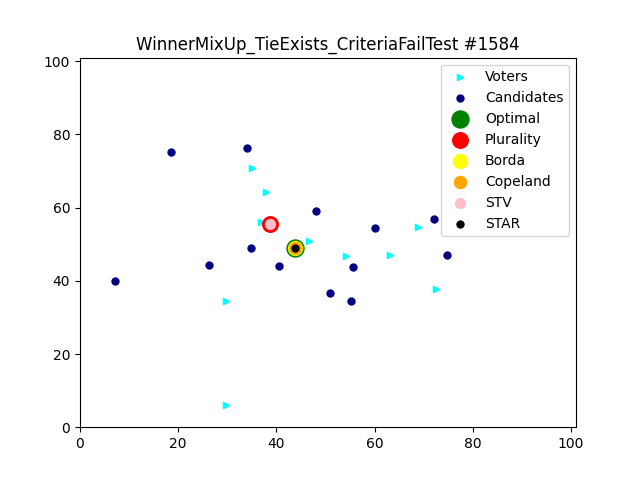 WinnerMixUp_TieExists_CriteriaFailTest #1584
100
80
60
40
20
0
0
20
40
60
80
100
Voters
Candidates
Optimal
Plurality
Borda
Copeland
STV
STAR